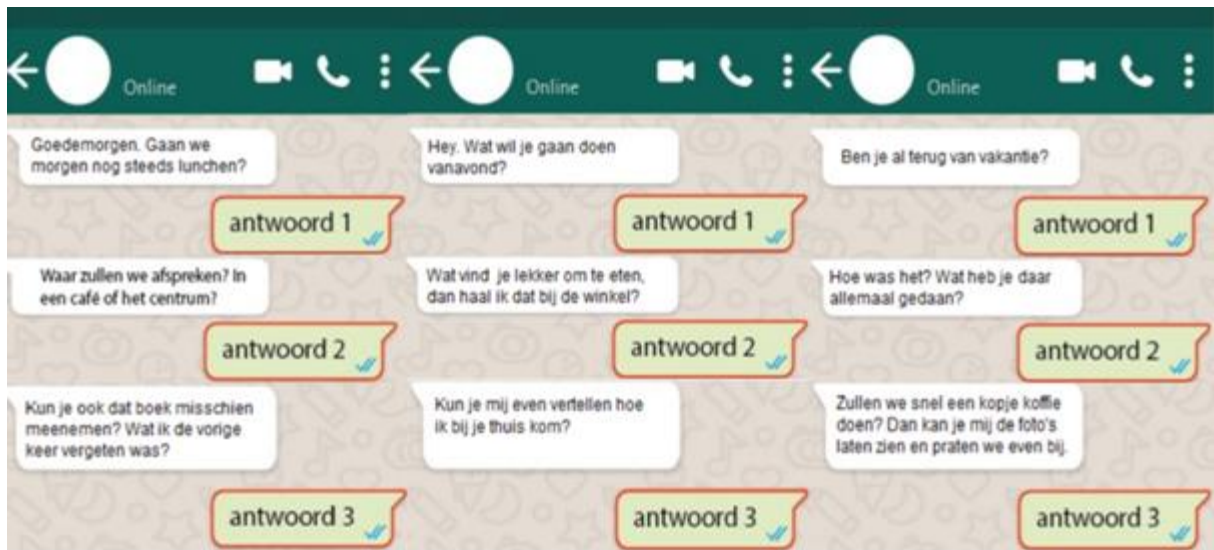 Online
Goedemorgen. Gaan we
morgen nog steeds lunchen?
antwoord 1
Waar zullen we afspreken? In
een café of het centrum?
antwoord 2
Kun je ook dat boek misschien
meenemen? Wat ik de vorige
keer vergeten was?
antwoord 3
Online
Hey. Wat wil je gaan doen
vanavond?
antwoord 1
Wat vind je lekker om te eten,
dan haal ik dat bij de winkel?
antwoord 2
Kun je mij even vertellen hoe
ik bij je thuis kom?
antwoord 3
Online
Ben je al terug van vakantie?
antwoord 1
Hoe was het? Wat heb je daar
allemaal gedaan?
antwoord 2
Zullen we snel een kopje koffie
doen? Dan kan je mij de foto's
laten zien en praten we even bij.
antwoord 3